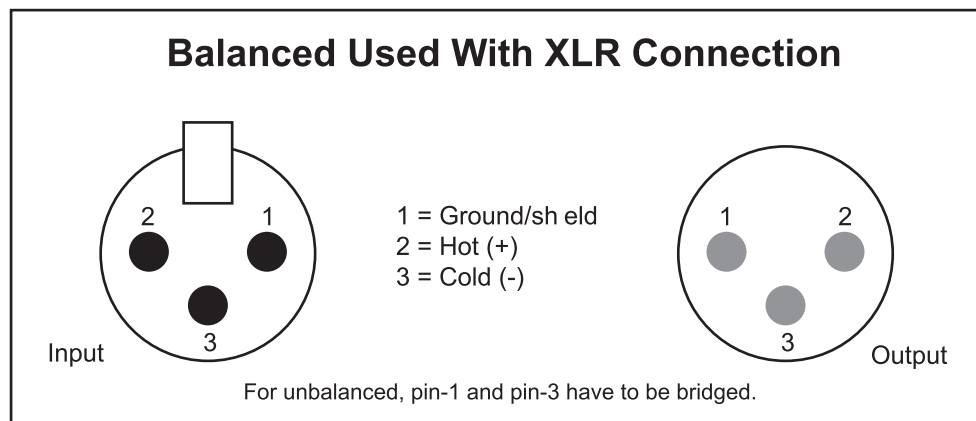 Balanced Used With XLR Connection
2 1
1 = Ground/sh eld
2 = Hot (+)
3 = Cold (-)
1 2
3
Input
3
Output
For unbalanced, pin-1 and pin-3 have to be bridged.